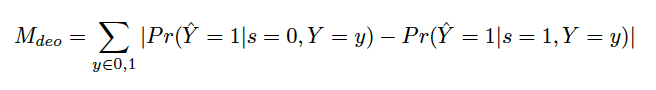 M_{deo} = \sum_{y \in 0,1} |Pr(\hat{Y} = 1|s = 0, Y = y) − Pr(\hat{Y} = 1|s = 1, Y = y)|